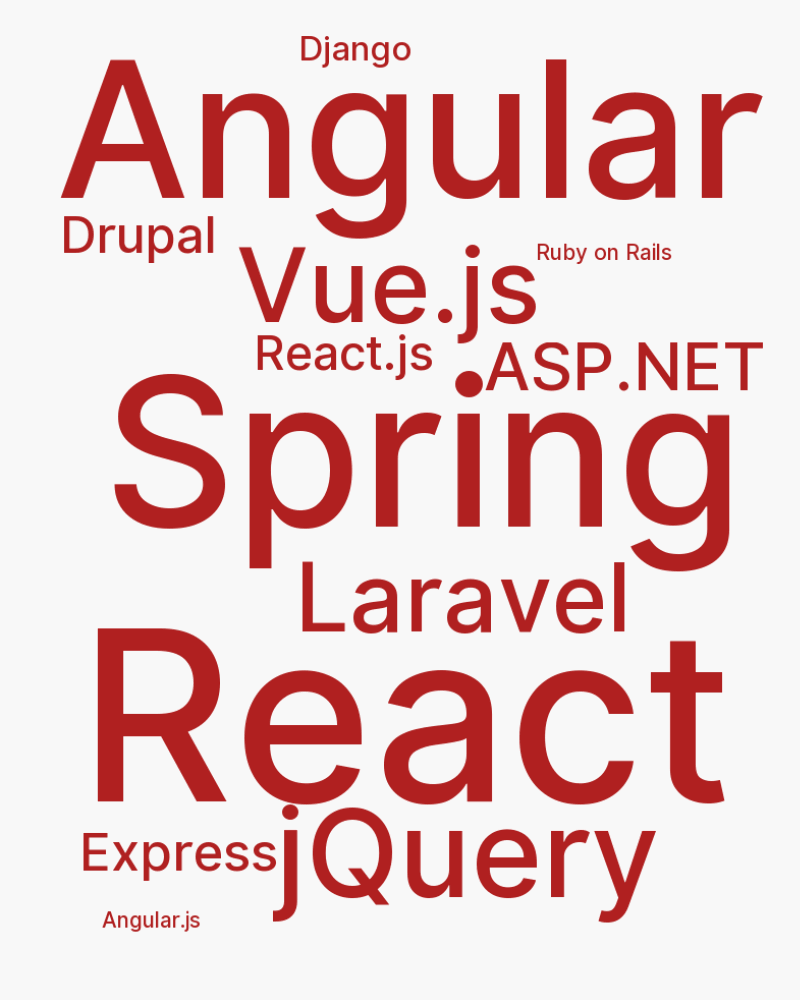 Django
Angular
Drupal
Vue.js
Ruby on Rails
React.js
ASP.NET
Spring
Laravel
React
Express
jQuery
Angular.js